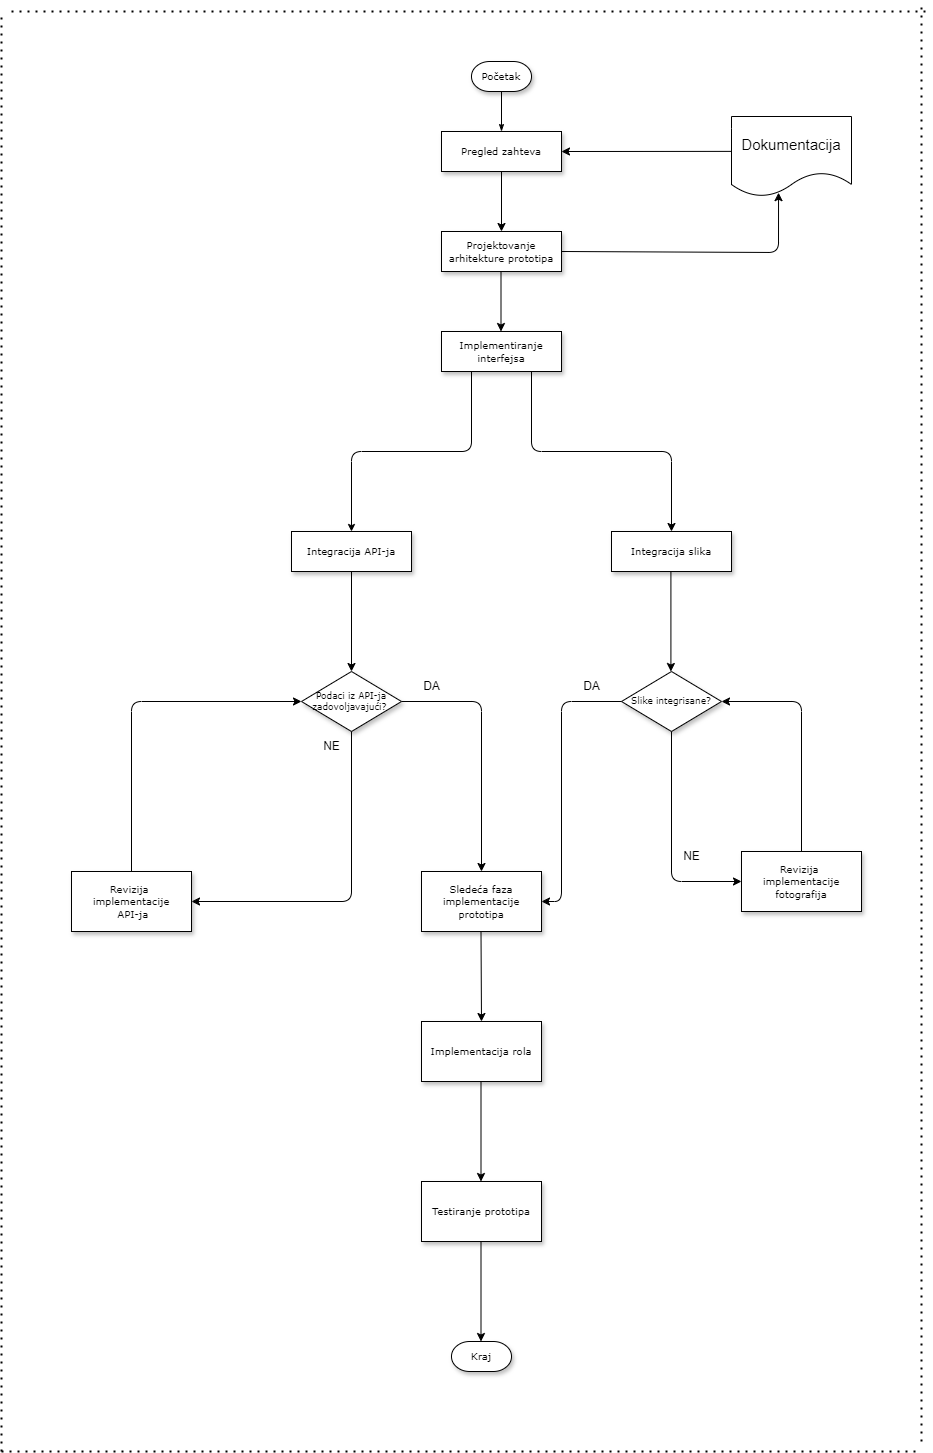 Početak
Pregled zahteva
Dokumentacija
Projektovanje
arhitekture prototipa
Implementiranje
interfejsa
Integracija API-ja
Integracija slika
Podaci iz API-ja
zadovoljavajući?
DA
DA
Slike integrisane?
NE
NE
Revizija
implementacije
API-ja
Sledeća faza
implementacije
prototipa
Revizija
implementacije
fotografija
Implementacija rola
Testiranje prototipa
Kraj